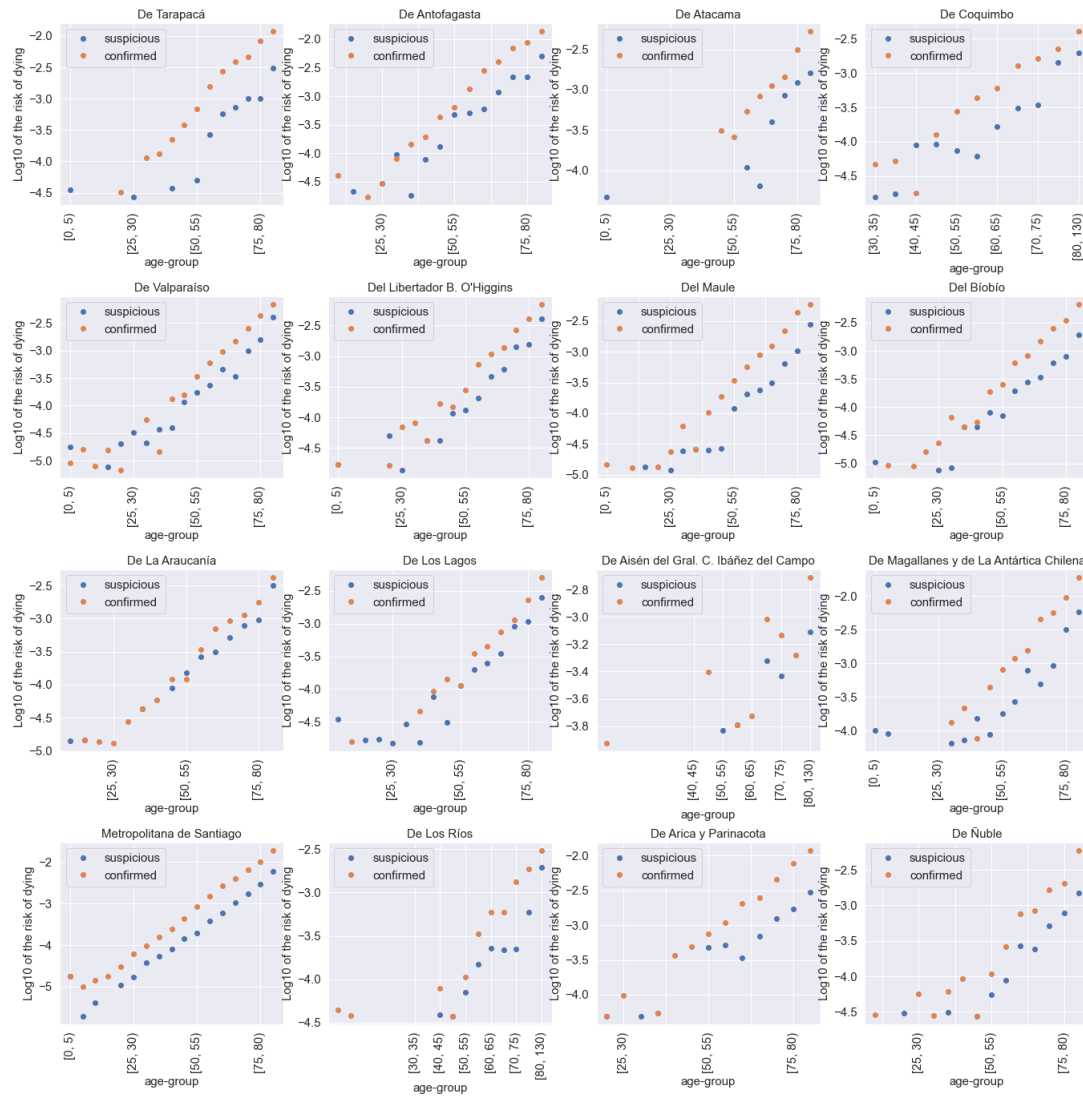 De Tarapacá
Log10 of the risk of dying
−2.0
−2.5
−3.0
−3.5
−4.0
−4.5
suspicious
confirmed
[0, 5)
[25, 30)
[50, 55)
[75, 80)
age-group
De Antofagasta
Log10 of the risk of dying
−2.0
−2.5
−3.0
−3.5
−4.0
−4.5
suspicious
confirmed
[25, 30)
[50, 55)
[75, 80)
age-group
De Atacama
Log10 of the risk of dying
−2.5
−3.0
−3.5
−4.0
suspicious
confirmed
[0, 5)
[25, 30)
[50, 55)
[75, 80)
age-group
De Coquimbo
Log10 of the risk of dying
−2.5
−3.0
−3.5
−4.0
−4.5
suspicious
confirmed
[30, 35)
[40, 45)
[50, 55)
[60, 65)
[70, 75)
[80, 130)
age-group
De Valparaíso
Log10 of the risk of dying
−2.5
−3.0
−3.5
−4.0
−4.5
−5.0
suspicious
confirmed
[0, 5)
[25, 30)
[50, 55)
[75, 80)
age-group
Del Libertador B. O'Higgins
Log10 of the risk of dying
−2.5
−3.0
−3.5
−4.0
−4.5
suspicious
confirmed
[0, 5)
[25, 30)
[50, 55)
[75, 80)
age-group
Del Maule
Log10 of the risk of dying
−2.5
−3.0
−3.5
−4.0
−4.5
−5.0
suspicious
confirmed
[0, 5)
[25, 30)
[50, 55)
[75, 80)
age-group
Del Bíobío
Log10 of the risk of dying
−2.5
−3.0
−3.5
−4.0
−4.5
−5.0
suspicious
confirmed
[0, 5)
[25, 30)
[50, 55)
[75, 80)
age-group
De La Araucanía
Log10 of the risk of dying
−2.5
−3.0
−3.5
−4.0
−4.5
−5.0
suspicious
confirmed
[25, 30)
[50, 55)
[75, 80)
age-group
De Los Lagos
Log10 of the risk of dying
−2.5
−3.0
−3.5
−4.0
−4.5
suspicious
confirmed
[25, 30)
[50, 55)
[75, 80)
age-group
De Aisén del Gral. C. Ibáñez del Campo
Log10 of the risk of dying
−2.8
−3.0
−3.2
−3.4
−3.6
−3.8
suspicious
confirmed
[40, 45)
[50, 55)
[60, 65)
[70, 75)
[80, 130)
age-group
De Magallanes y de La Antártica Chilena
Log10 of the risk of dying
−2.0
−2.5
−3.0
−3.5
−4.0
suspicious
confirmed
[0, 5)
[25, 30)
[50, 55)
[75, 80)
age-group
Metropolitana de Santiago
Log10 of the risk of dying
−2
−3
−4
−5
suspicious
confirmed
[0, 5)
[25, 30)
[50, 55)
[75, 80)
age-group
De Los Ríos
Log10 of the risk of dying
−2.5
−3.0
−3.5
−4.0
−4.5
suspicious
confirmed
[30, 35)
[40, 45)
[50, 55)
[60, 65)
[70, 75)
[80, 130)
age-group
De Arica y Parinacota
Log10 of the risk of dying
−2.0
−2.5
−3.0
−3.5
−4.0
suspicious
confirmed
[25, 30)
[50, 55)
[75, 80)
age-group
De Ñuble
Log10 of the risk of dying
−2.5
−3.0
−3.5
−4.0
−4.5
suspicious
confirmed
[25, 30)
[50, 55)
[75, 80)
age-group